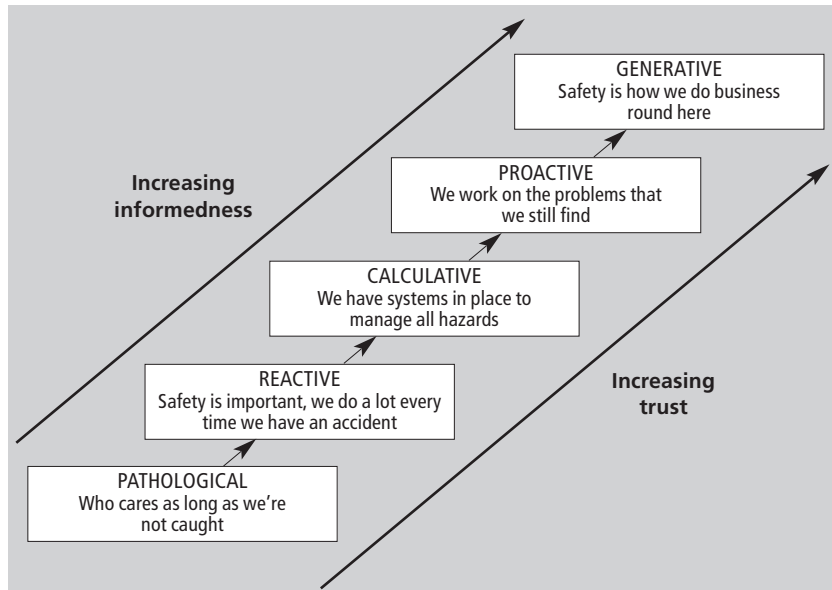 GENERATIVE
Safety is how we do business
round here
Increasing
informedness
PROACTIVE
We work on the problems that
we still find
CALCULATIVE
We have systems in place to
manage all hazards
REACTIVE
Safety is important, we do a lot every
time we have an accident
Increasing
trust
PATHOLOGICAL
Who cares as long as we’re
not caught